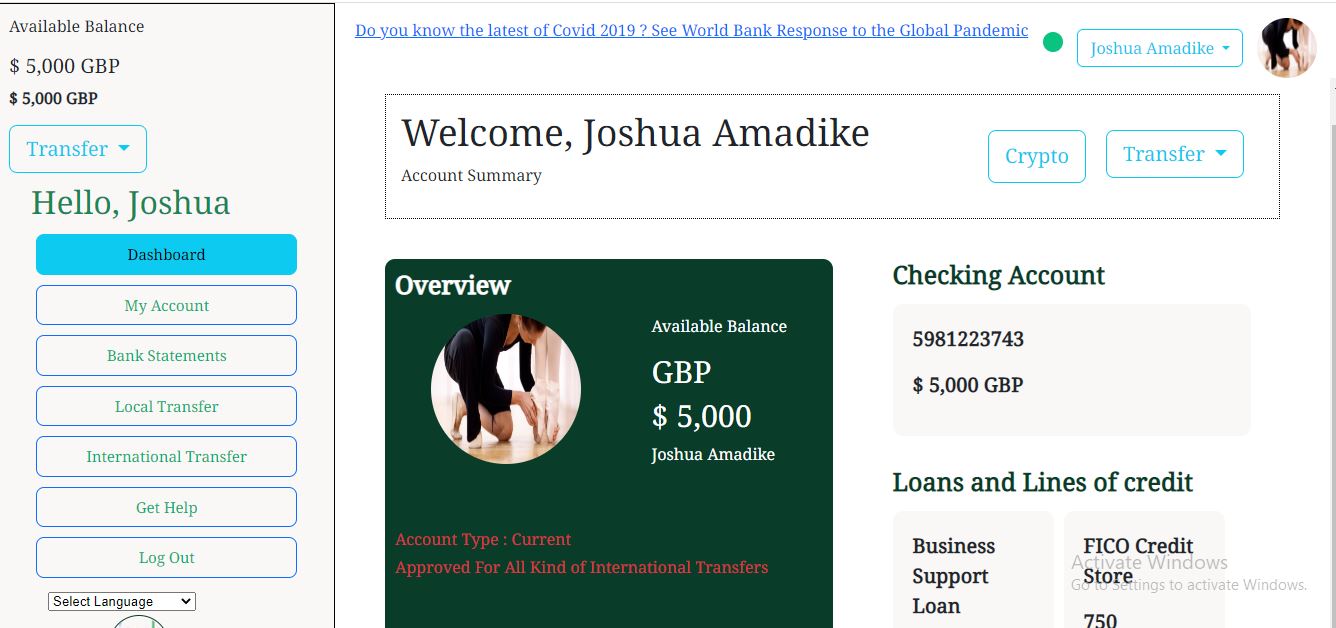 Available Balance
$ 5,000 GBP
$ 5,000 GBP
Transfer
Hello, Joshua
Dashboard
My Account
Bank Statements
Local Transfer
International Transfer
Get Help
Log Out
Select Language
Do you know the latest of Covid 2019 ? See World Bank Response to the Global Pandemic
Joshua Amadike
Welcome, Joshua Amadike
Account Summary
Crypto
Transfer
Overview
Available Balance
GBP
$ 5,000
Joshua Amadike
Account Type : Current
Approved For All Kind of International Transfers
Checking Account
5981223743
$ 5,000 GBP
Loans and Lines of credit
Business
Support
Loan
FICO Credit
Store
750
Activate Windows
Go to Settings to activate Windows.